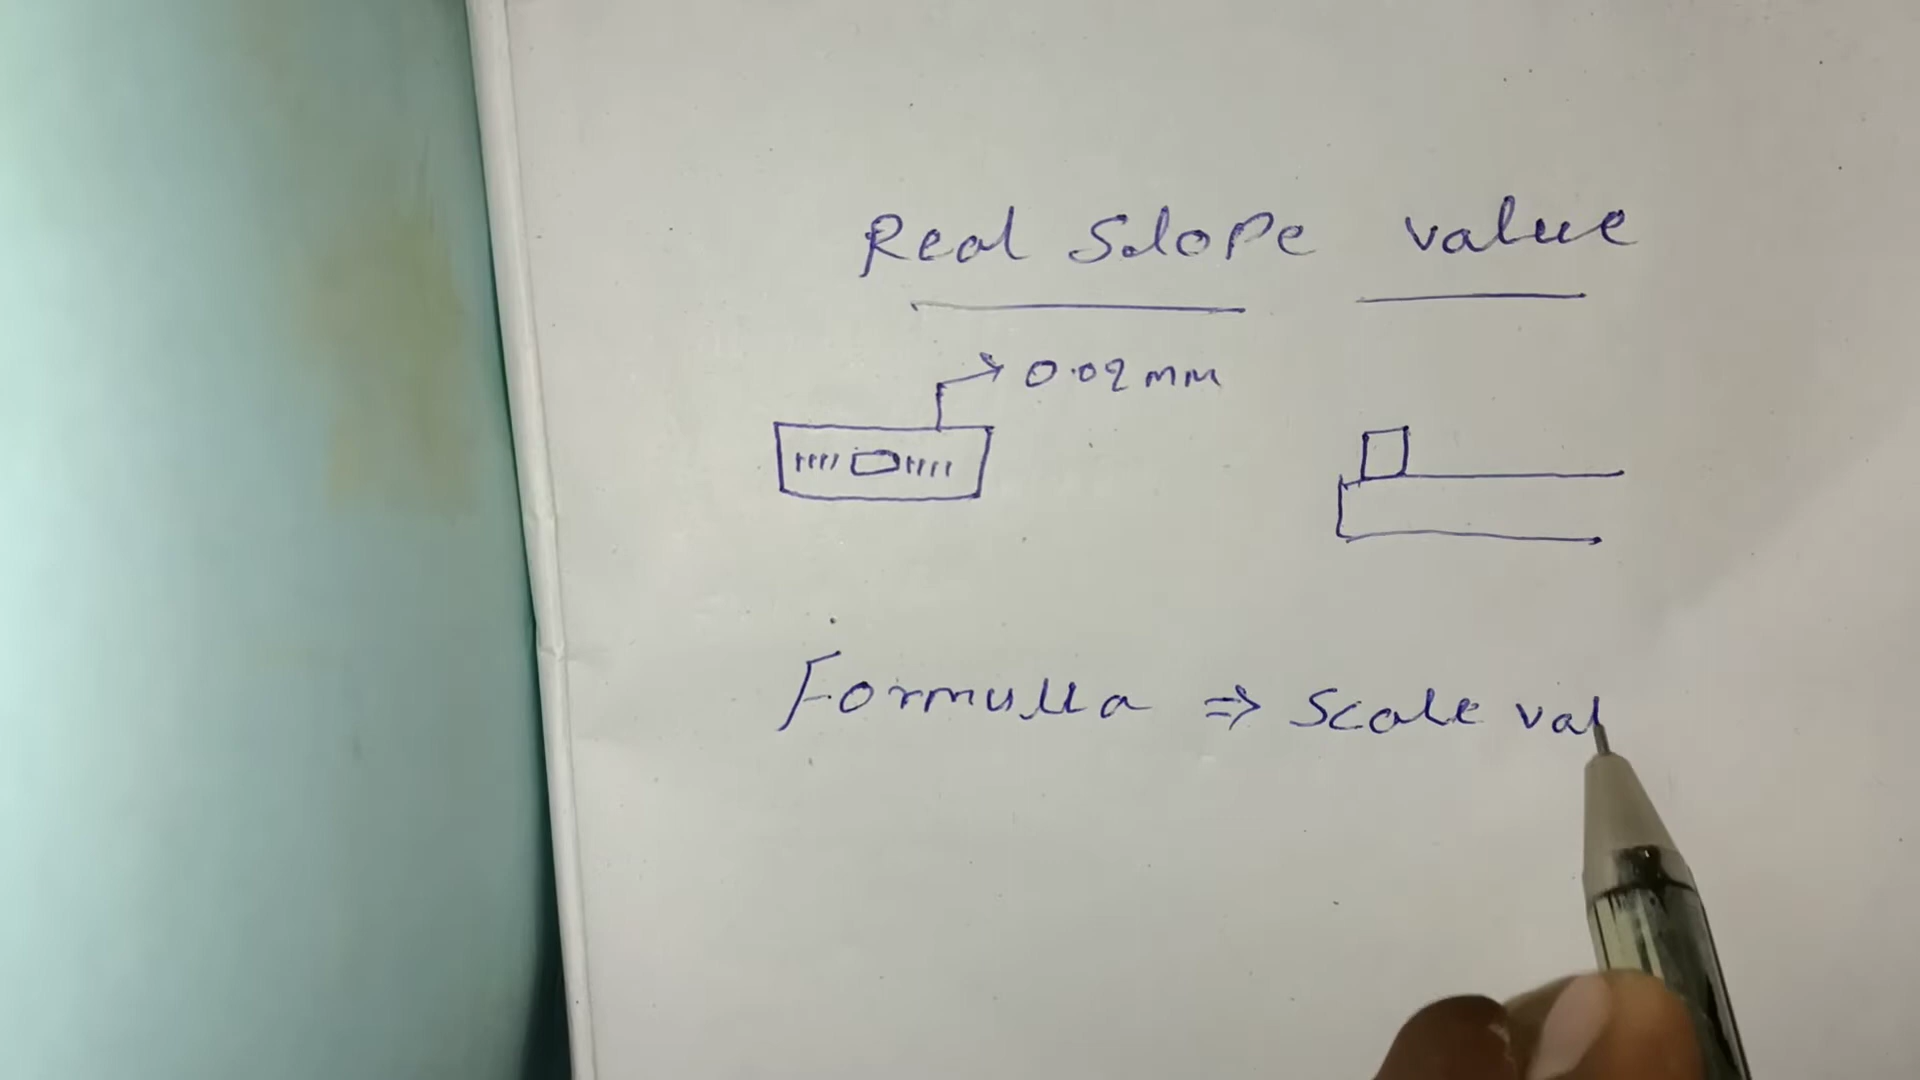 Real Slope value
0.02 mm
Formulla ⇒ Scale val